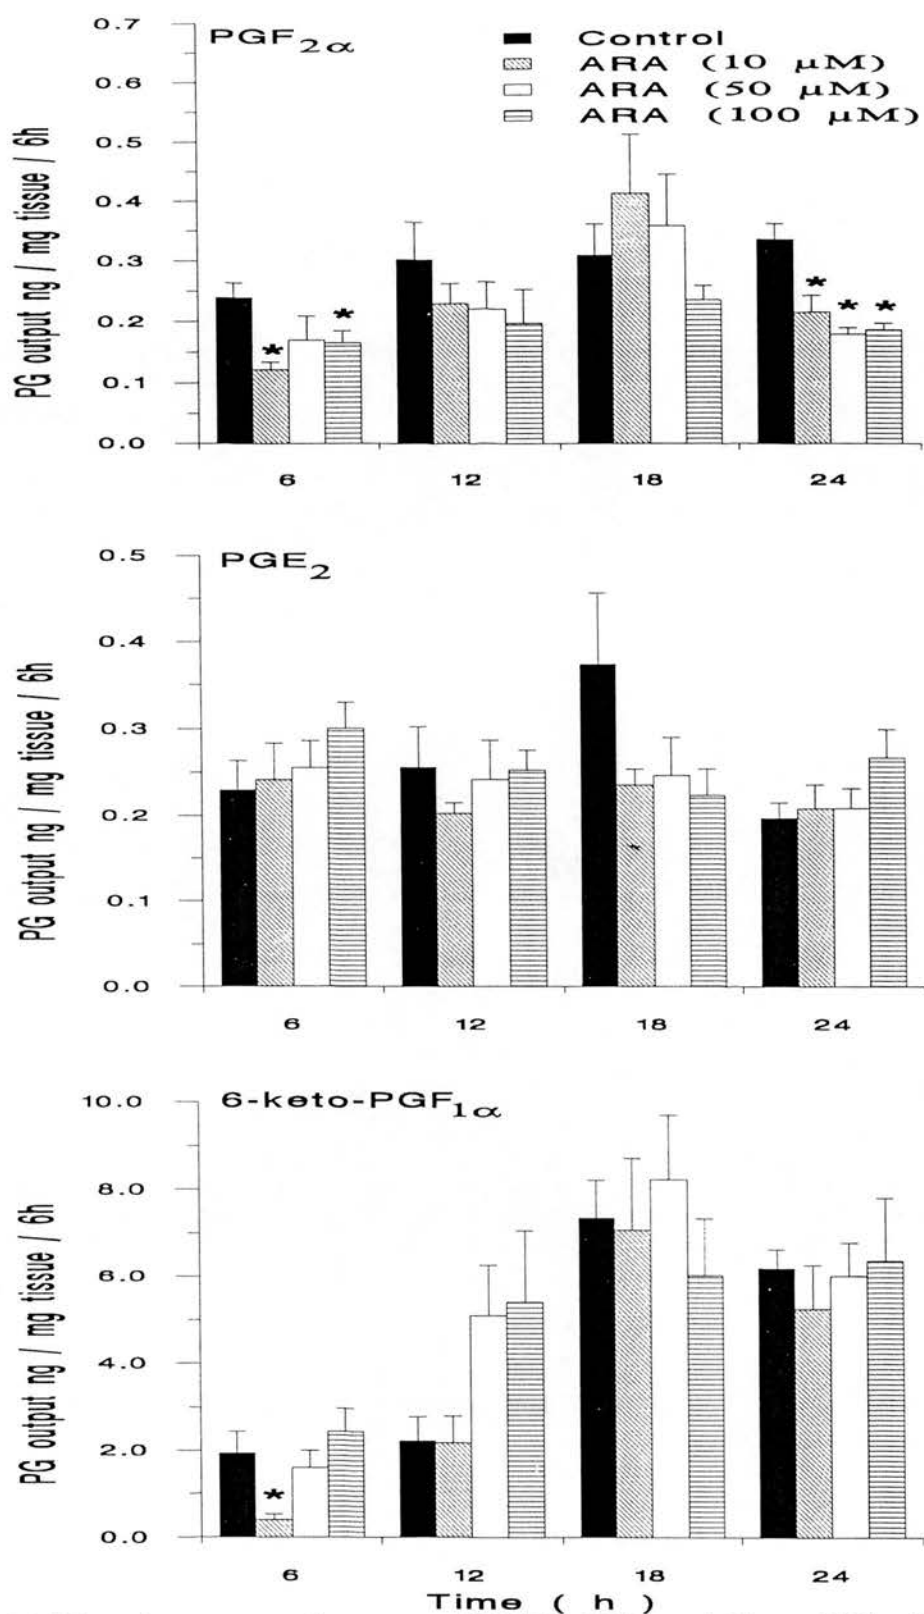 PGF2α
Control
ARA (10 μM)
ARA (50 μM)
ARA (100 μM)
PG output ng / mg tissue / 6h
0.7
0.6
0.5
0.4
0.3
0.2
0.1
0.0
* * * * *
6 12 18 24
PGE2
PG output ng / mg tissue / 6h
0.5
0.4
0.3
0.2
0.1
0.0
6 12 18 24
6-keto-PGF1α
PG output ng / mg tissue / 6h
10.0
8.0
6.0
4.0
2.0
0.0
*
6 12 18 24
Time ( h )